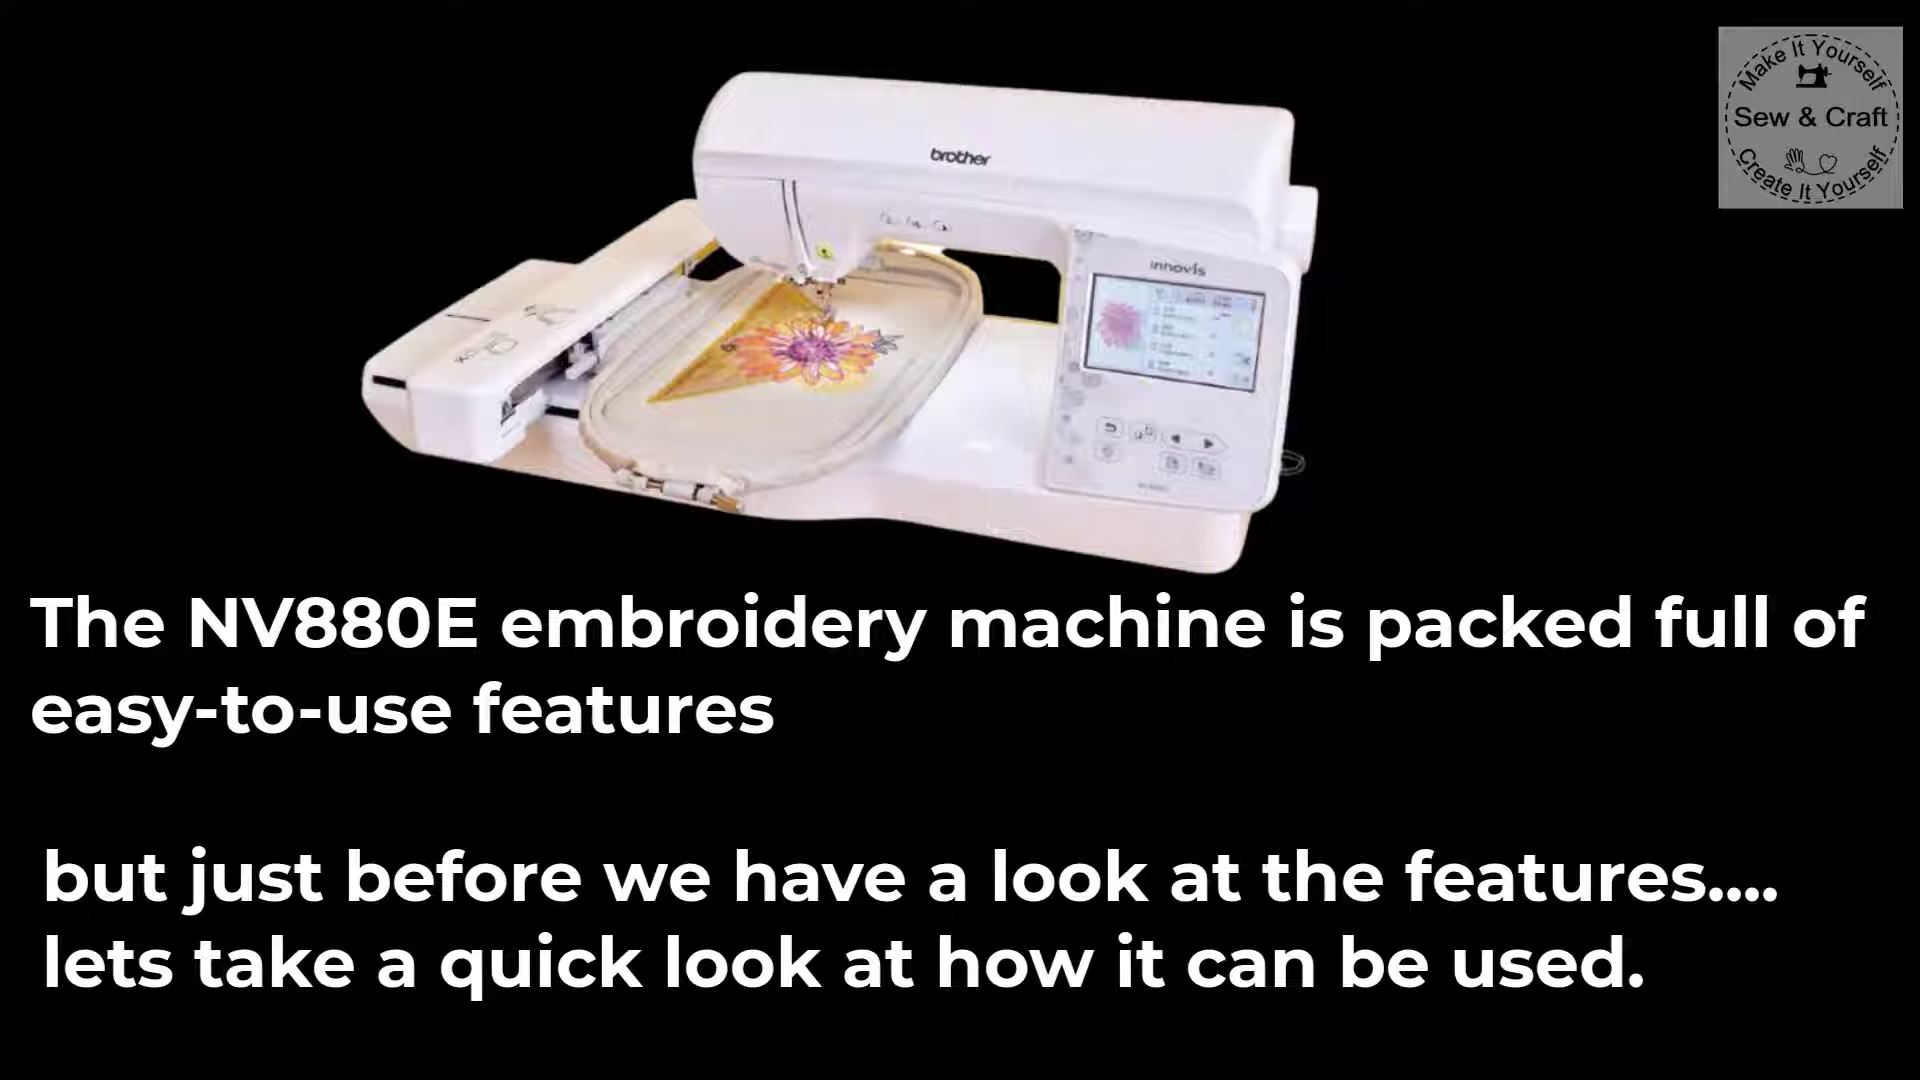 Make It Yourself
Sew & Craft
Create It Yourself
brother
innovis
The NV880E embroidery machine is packed full of
easy-to-use features
but just before we have a look at the features....
lets take a quick look at how it can be used.